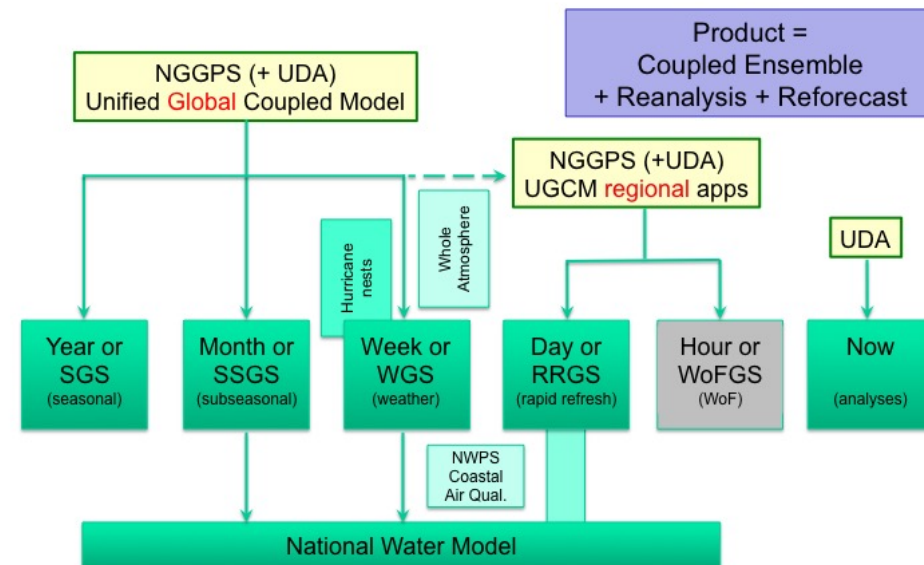 Product =
Coupled Ensemble
+ Reanalysis + Reforecast
NGGPS (+ UDA)
Unified Global Coupled Model
NGGPS (+UDA)
UGCM regional apps
UDA
Hurricane
nests
Whole
Atmosphere
Year or
SGS
(seasonal)
Month or
SSGS
(subseasonal)
Week or
WGS
(weather)
Day or
RRGS
(rapid refresh)
Hour or
WoFGS
(WoF)
Now
(analyses)
NWPS
Coastal
Air Qual.
National Water Model